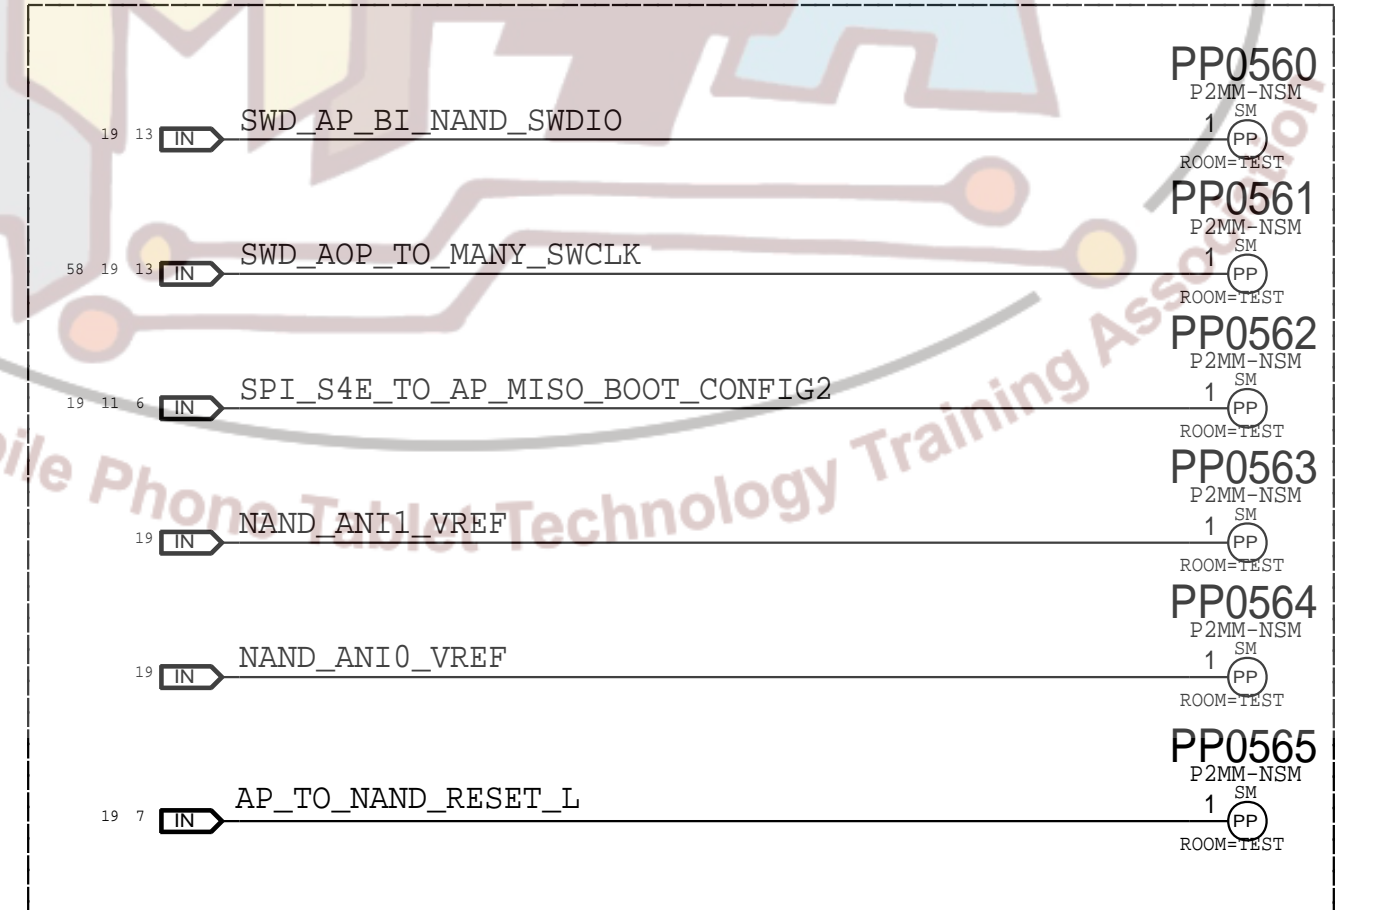 PP0560
P2MM-NSM
SM
19 13 IN SWD_AP_BI_NAND_SWDIO 1 PP
ROOM=TEST
PP0561
P2MM-NSM
SM
58 19 13 IN SWD_AOP_TO_MANY_SWCLK 1 PP
ROOM=TEST
PP0562
P2MM-NSM
SM
19 11 6 IN SPI_S4E_TO_AP_MISO_BOOT_CONFIG2 1 PP
ROOM=TEST
PP0563
P2MM-NSM
SM
19 IN NAND_ANI1_VREF 1 PP
ROOM=TEST
PP0564
P2MM-NSM
SM
19 IN NAND_ANI0_VREF 1 PP
ROOM=TEST
PP0565
P2MM-NSM
SM
19 7 IN AP_TO_NAND_RESET_L 1 PP
ROOM=TEST
Phone Tablet Technology Training Association